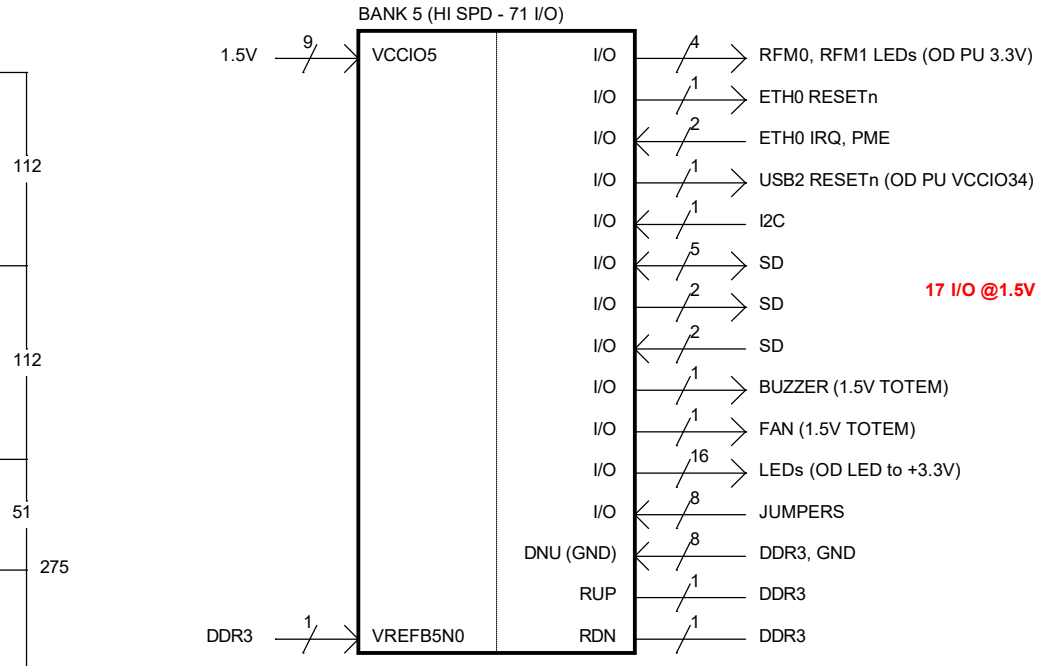 BANK 5 (HI SPD - 71 I/O)
1.5V 9 VCCIO5 I/O 4 RFM0, RFM1 LEDs (OD PU 3.3V)
I/O 1 ETH0 RESETn
I/O 2 ETH0 IRQ, PME
112
I/O 1 USB2 RESETn (OD PU VCCIO34)
I/O 1 I2C
I/O 5 SD
17 I/O @1.5V
I/O 2 SD
I/O 2 SD
112
I/O 1 BUZZER (1.5V TOTEM)
I/O 1 FAN (1.5V TOTEM)
I/O 16 LEDs (OD LED to +3.3V)
51 I/O 8 JUMPERS
DNU (GND) 8 DDR3, GND
275
RUP 1 DDR3
DDR3 1 VREFB5N0 RDN 1 DDR3